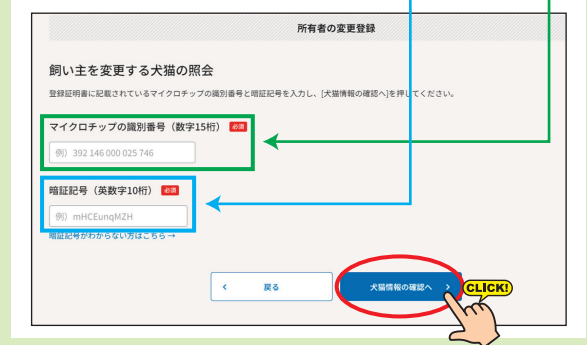 所有者の変更登録
飼い主を変更する犬猫の照会
登録証明書に記載されているマイクロチップの識別番号と暗証記号を入力し、[犬猫情報の確認へ]を押してください。
マイクロチップの識別番号（数字15桁） 必須
例）392 146 000 025 746
暗証記号（英数字10桁） 必須
例）mHCEunqMZH
暗証記号がわからない方はこちら→
< 戻る
犬猫情報の確認へ >
CLICK!